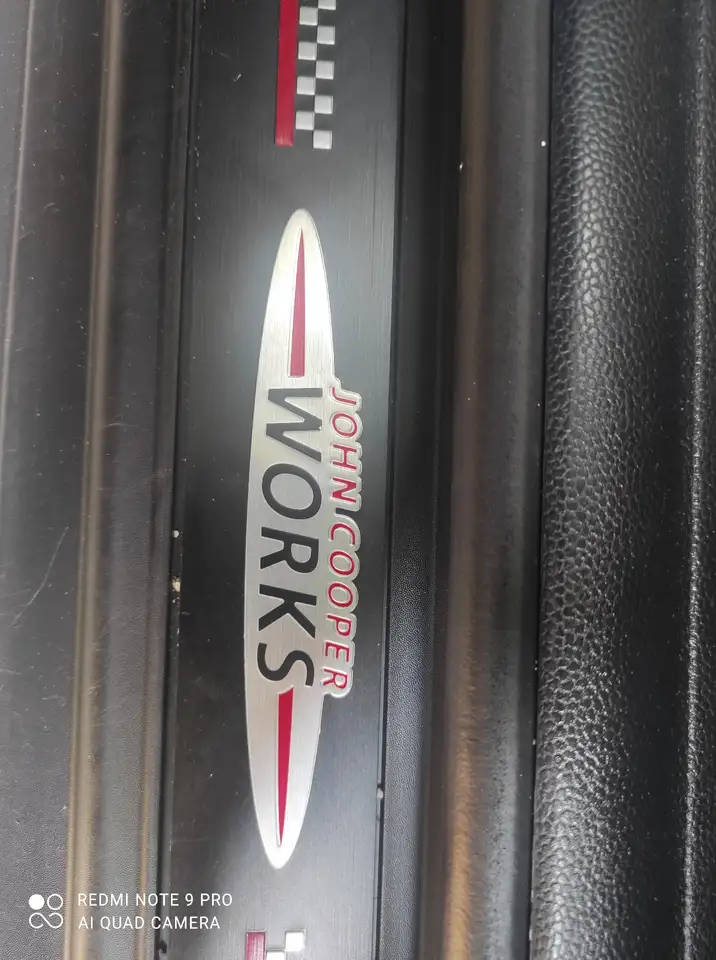 JOHN COOPER
WORKS
REDMI NOTE 9 PRO
AI QUAD CAMERA